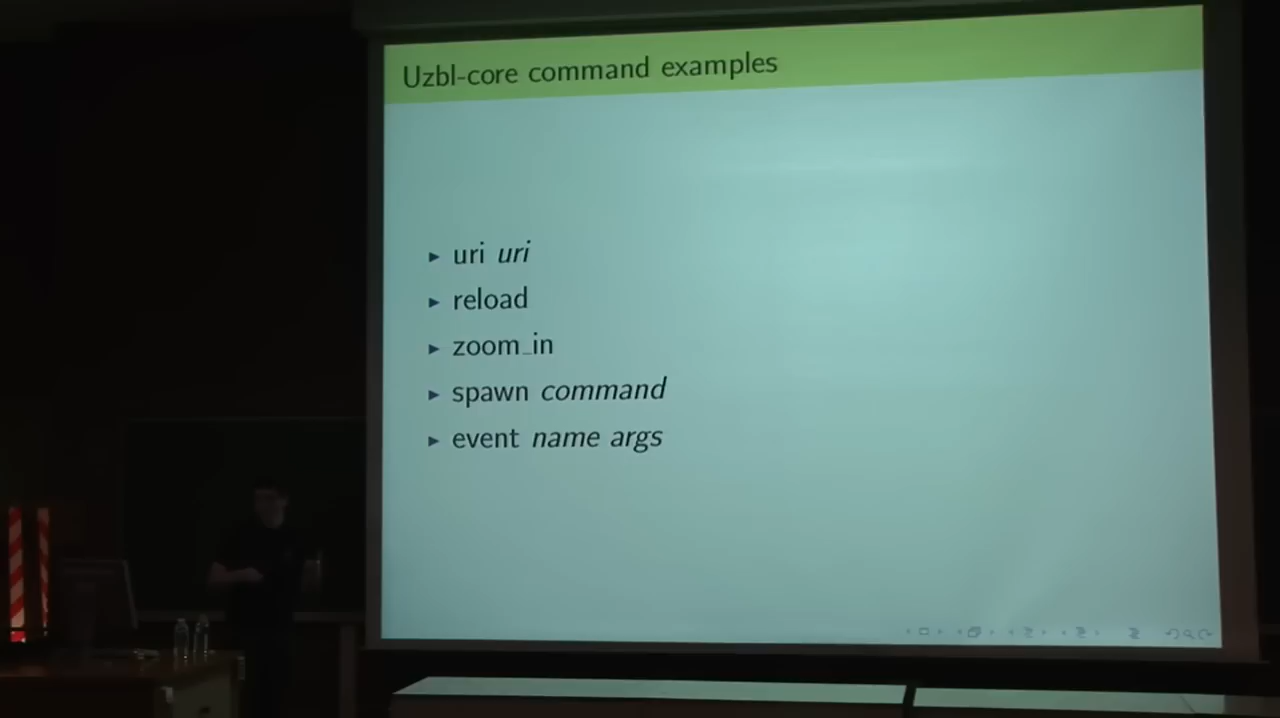 Uzbl-core command examples
▸ uri uri
▸ reload
▸ zoom_in
▸ spawn command
▸ event name args